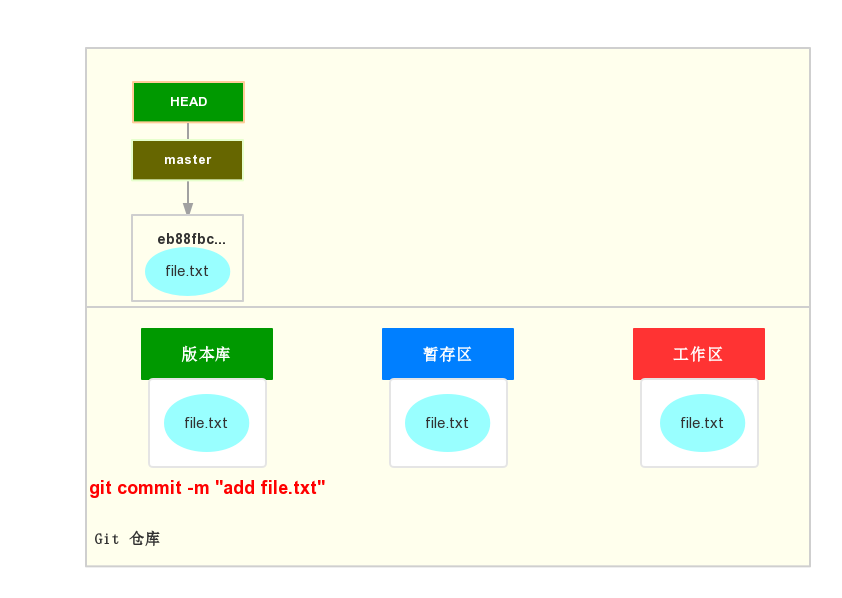 HEAD
master
eb88fbc...
file.txt
版本库
暂存区
工作区
file.txt
file.txt
file.txt
git commit -m "add file.txt"
Git 仓库